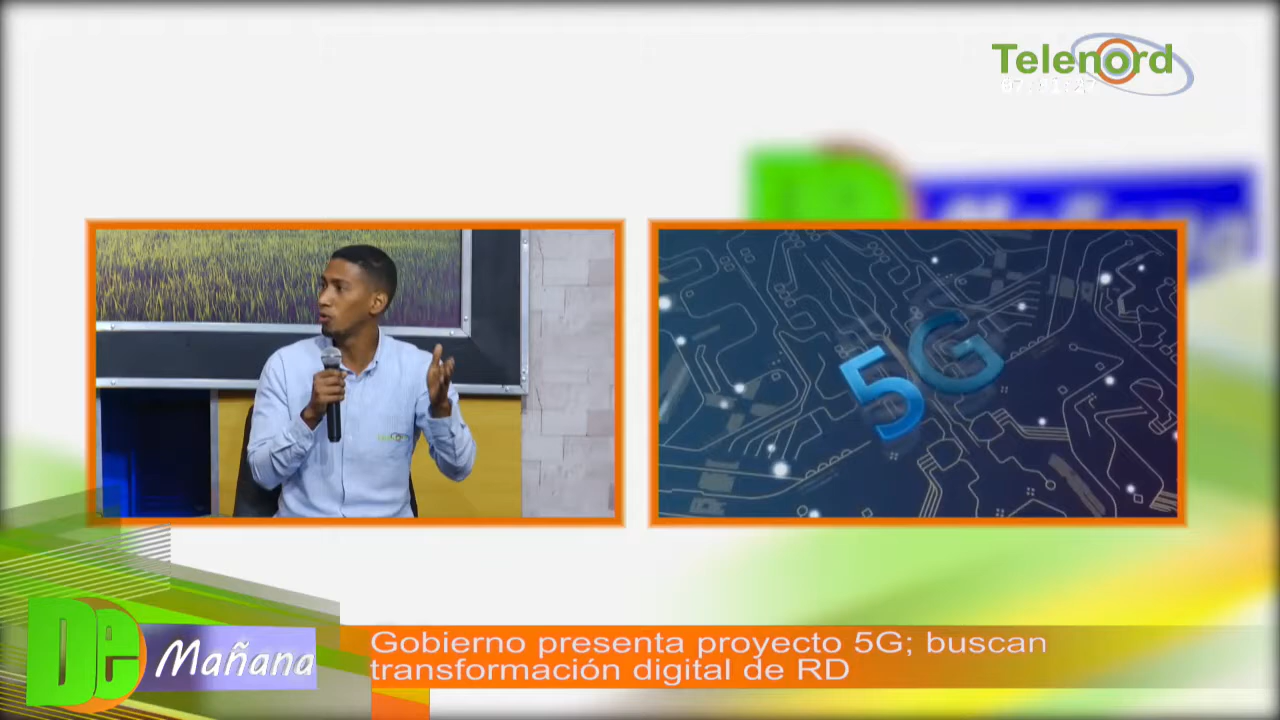 Telenord
5G
De
Mañana
Gobierno presenta proyecto 5G; buscan
transformación digital de RD